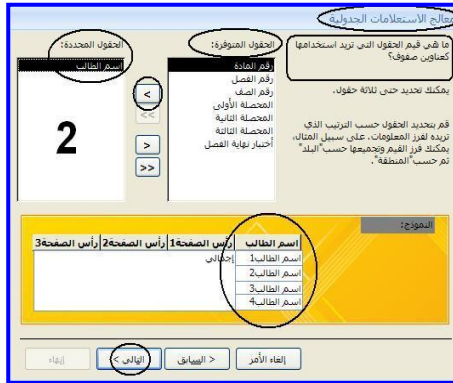 معالج الاستعلامات الجدولية
ما هي قيم الحقول التي تريد استخدامها
كعناوين صفوف؟
يمكنك تحديد حتى ثلاثة حقول.
قم بتحديد الحقول حسب الترتيب الذي
تريده لفرز المعلومات. على سبيل المثال،
يمكنك فرز القيم وتجميعها حسب "البلد"
ثم حسب "المنطقة".
الحقول المتوفرة:
رقم المادة
رقم الفصل
رقم الصف
المحصلة الأولى
المحصلة الثانية
المحصلة الثالثة
أختبار نهاية الفصل
>
>>
<
<<
الحقول المحددة:
اسم الطالب
2
النموذج:
اسم الطالب رأس الصفحة1 رأس الصفحة2 رأس الصفحة3
اسم الطالب1 إجمالي
اسم الطالب2
اسم الطالب3
اسم الطالب4
إلغاء الأمر
< السابق
التالي >
إنهاء